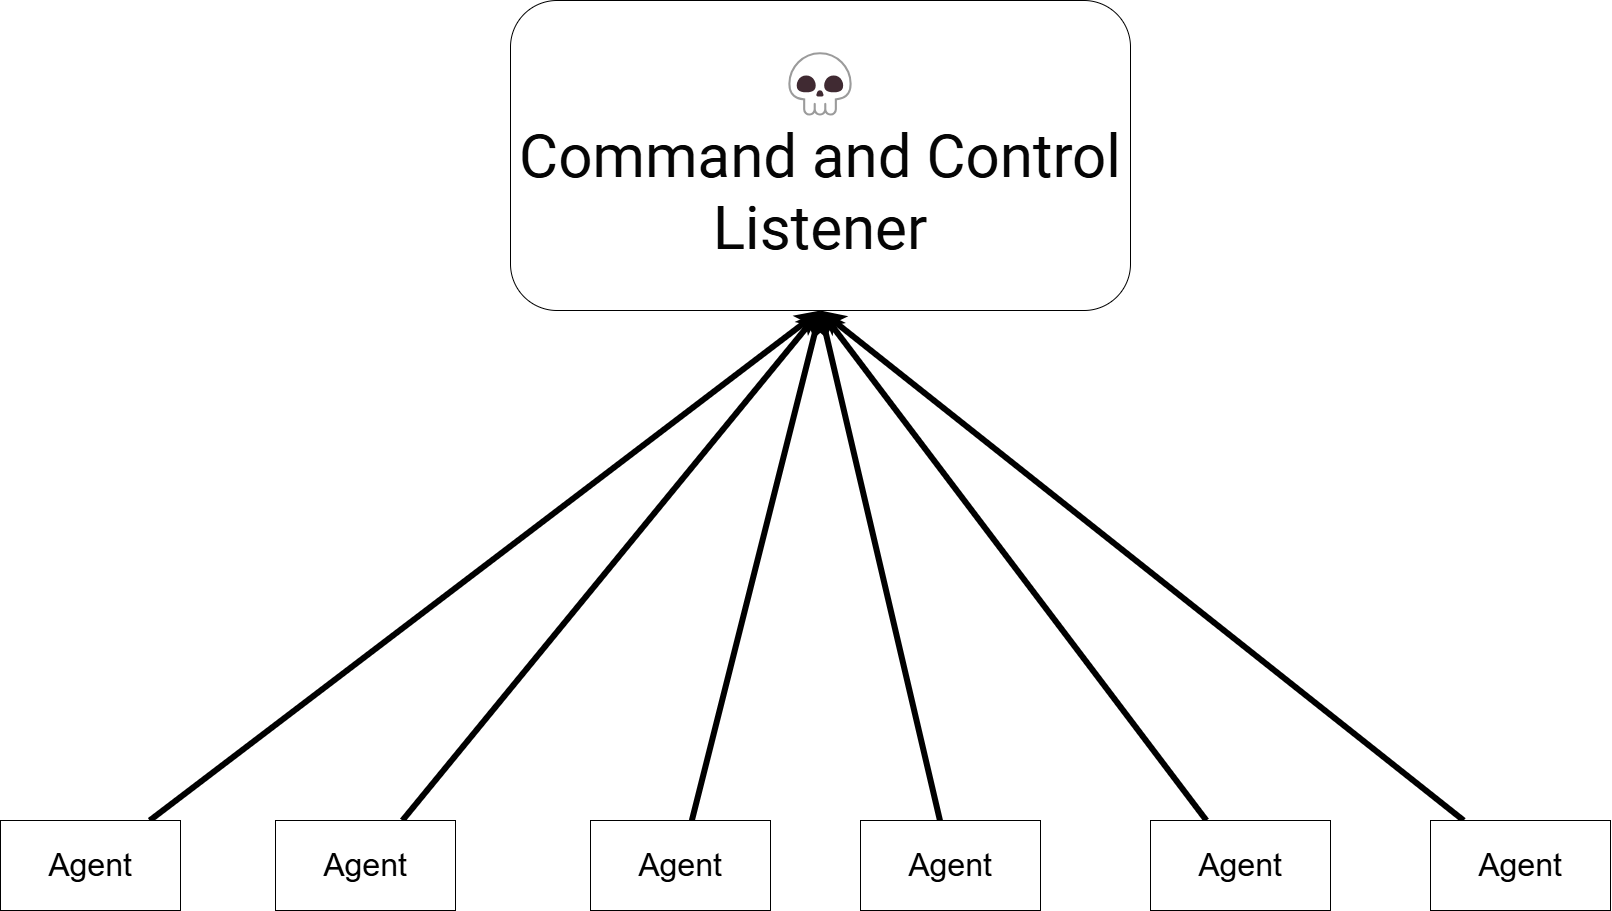 Command and Control
Listener
Agent
Agent
Agent
Agent
Agent
Agent